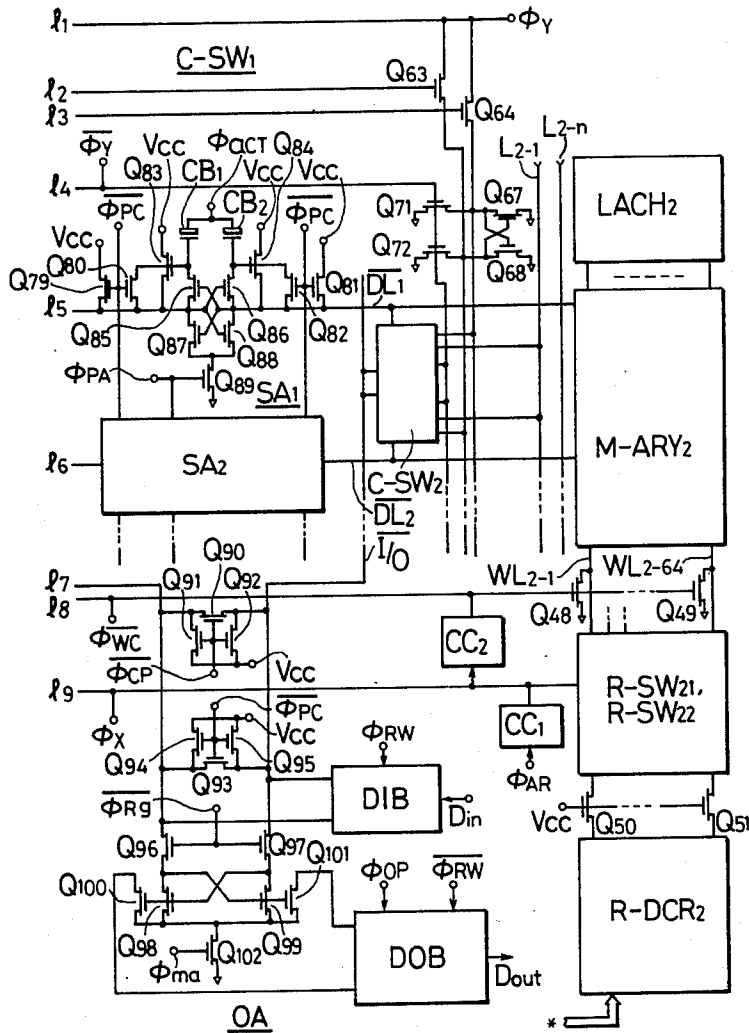 ℓ1
φY
C-SW1
ℓ2
Q63
ℓ3
Q64
φY
VCC
φact
Q84
L2-1
L2-n
Q83
CB1
VCC
VCC
ℓ4
CB2
φPC
φPC
Q71
Q67
LACH2
VCC
Q80
Q72
Q68
Q79
Q81
DL1
ℓ5
Q85
Q86
Q82
Q87
Q88
φPA
Q89
SA1
M-ARY2
ℓ6
SA2
C-SW2
DL2
I/O
Q90
WL2-1
WL2-64
ℓ7
Q91
Q92
ℓ8
Q48
Q49
φWC
CC2
φCP
VCC
ℓ9
φPC
R-SW21,
R-SW22
φX
VCC
CC1
Q94
Q95
φRW
Q93
φAR
φRg
DIB
Din
VCC
Q50
Q51
Q96
Q97
Q101
φOP
φRW
Q100
R-DCR2
Q98
Q99
DOB
φma
Q102
Dout
OA
*